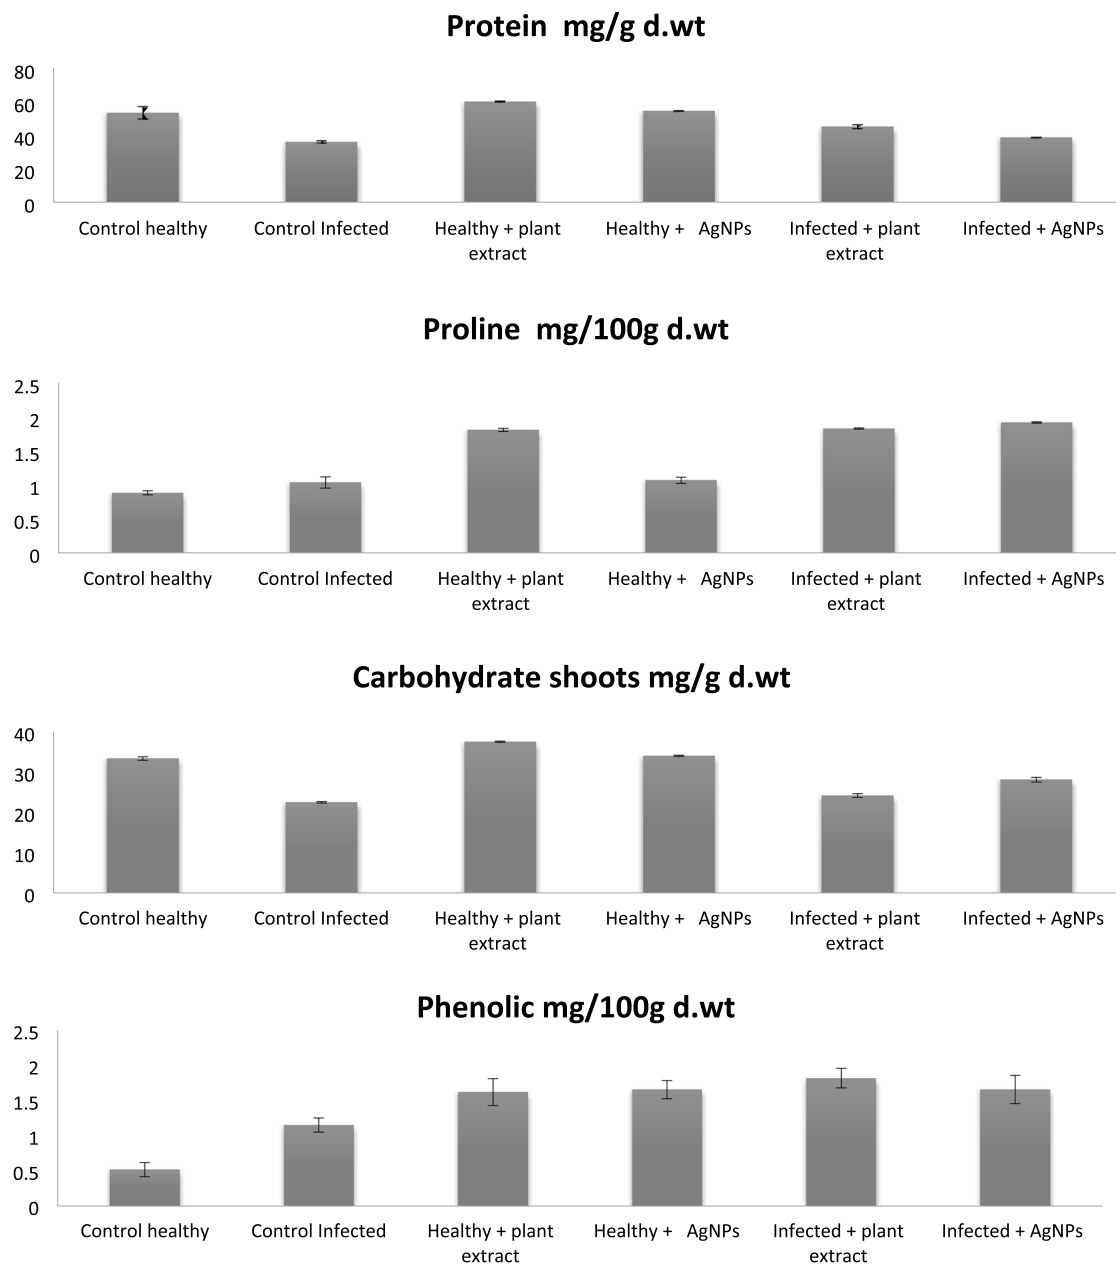 Protein mg/g d.wt
80
60
40
20
0
Control healthy
Control Infected
Healthy + plant
extract
Healthy + AgNPs
Infected + plant
extract
Infected + AgNPs
Proline mg/100g d.wt
2.5
2
1.5
1
0.5
0
Control healthy
Control Infected
Healthy + plant
extract
Healthy + AgNPs
Infected + plant
extract
Infected + AgNPs
Carbohydrate shoots mg/g d.wt
40
30
20
10
0
Control healthy
Control Infected
Healthy + plant
extract
Healthy + AgNPs
Infected + plant
extract
Infected + AgNPs
Phenolic mg/100g d.wt
2.5
2
1.5
1
0.5
0
Control healthy
Control Infected
Healthy + plant
extract
Healthy + AgNPs
Infected + plant
extract
Infected + AgNPs